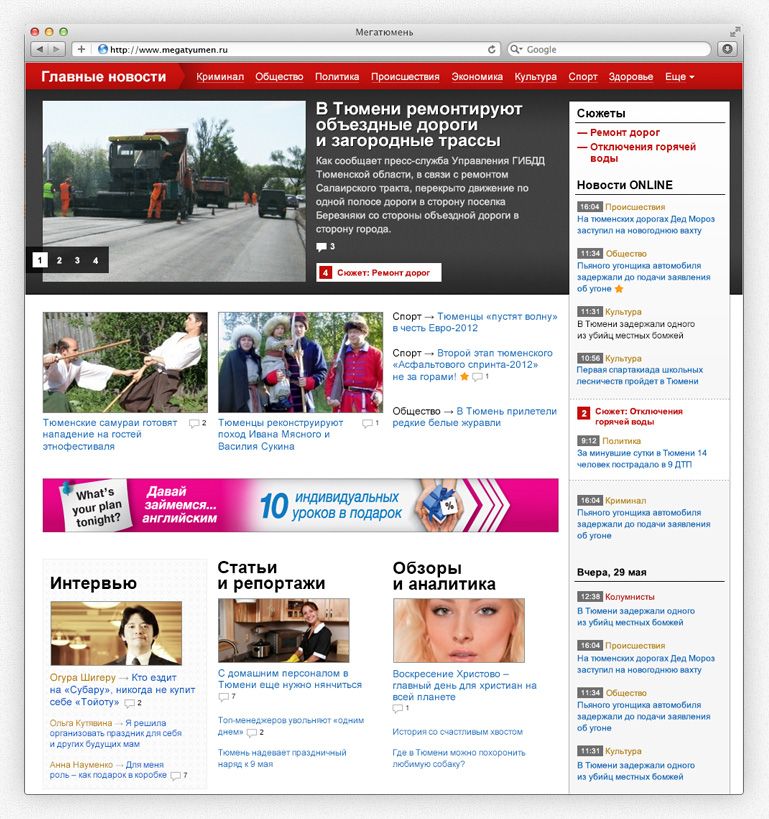 Мегатюмень
http://www.megatyumen.ru
Google
Главные новости
Криминал Общество Политика Происшествия Экономика Культура Спорт Здоровье Еще
В Тюмени ремонтируют
объездные дороги
и загородные трассы
Как сообщает пресс-служба Управления ГИБДД
Тюменской области, в связи с ремонтом
Салаирского тракта, перекрыто движение по
одной полосе дороги в сторону поселка
Березняки со стороны объездной дороги в
сторону города.
3
4 Сюжет: Ремонт дорог
1 2 3 4
Тюменские самураи готовят
нападение на гостей
этнофестиваля
2
Тюменцы реконструируют
поход Ивана Мясного и
Василия Сукина
1
Спорт → Тюменцы «пустят волну»
в честь Евро-2012
Спорт → Второй этап тюменского
«Асфальтового спринта-2012»
не за горами! 1
Общество → В Тюмень прилетели
редкие белые журавли
What's
your plan
tonight?
Давай
займемся...
английским
10 индивидуальных
уроков в подарок
%
Интервью
Огура Шигеру → Кто ездит
на «Субару», никогда не купит
себе «Тойоту» 2
Ольга Кутявина → Я решила
организовать праздник для себя
и других будущих мам
Анна Науменко → Для меня
роль – как подарок в коробке 7
Статьи
и репортажи
С домашним персоналом в
Тюмени еще нужно нянчиться
7
Топ-менеджеров увольняют «одним
днем» 2
Тюмень надевает праздничный
наряд к 9 мая
Обзоры
и аналитика
Воскресение Христово –
главный день для христиан на
всей планете
1
История со счастливым хвостом
Где в Тюмени можно похоронить
любимую собаку?
Сюжеты
— Ремонт дорог
— Отключения горячей
воды
Новости ONLINE
16:04 Происшествия
На тюменских дорогах Дед Мороз
заступил на новогоднюю вахту
11:34 Общество
Пьяного угонщика автомобиля
задержали до подачи заявления
об угоне
11:31 Культура
В Тюмени задержали одного
из убийц местных бомжей
10:56 Культура
Первая спартакиада школьных
лесничеств пройдет в Тюмени
2 Сюжет: Отключения
горячей воды
9:12 Политика
За минувшие сутки в Тюмени 14
человек пострадало в 9 ДТП
16:04 Криминал
Пьяного угонщика автомобиля
задержали до подачи заявления
об угоне
Вчера, 29 мая
12:38 Колумнисты
В Тюмени задержали одного
из убийц местных бомжей
16:04 Происшествия
На тюменских дорогах Дед Мороз
заступил на новогоднюю вахту
11:34 Общество
Пьяного угонщика автомобиля
задержали до подачи заявления
об угоне
11:31 Культура
В Тюмени задержали одного
из убийц местных бомжей